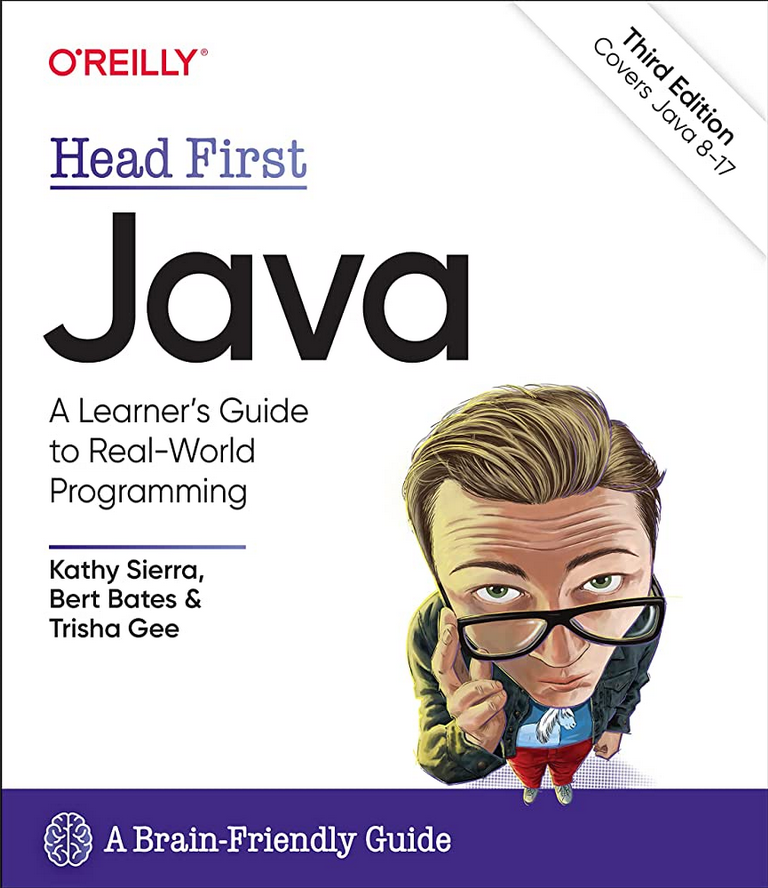 O'REILLY®
Third Edition
Covers Java 8–17
Head First
Java
A Learner's Guide
to Real-World
Programming
Kathy Sierra,
Bert Bates &
Trisha Gee
A Brain-Friendly Guide